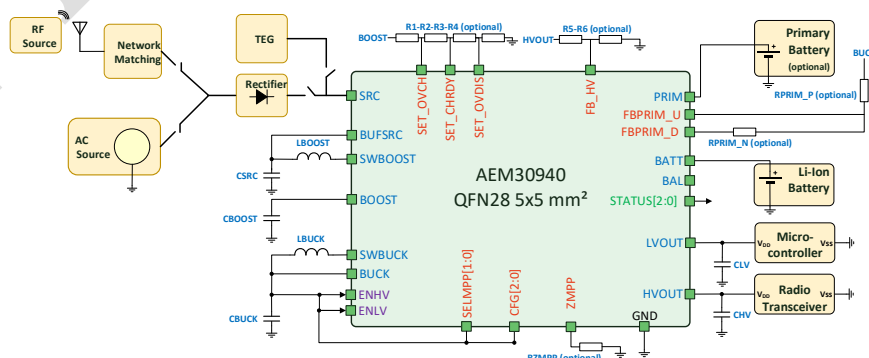 RF
Source
Network
Matching
TEG
Rectifier
AC
Source
BOOST
R1-R2-R3-R4 (optional)
HVOUT
R5-R6 (optional)
Primary
Battery
(optional)
RPRIM_P (optional)
RPRIM_N (optional)
SET_OVCH
SET_CHRDY
SET_OVDIS
FB_HV
SRC
BUFSRC
SWBOOST
BOOST
SWBUCK
BUCK
ENHV
ENLV
LBOOST
CSRC
CBOOST
LBUCK
CBUCK
AEM30940
QFN28 5x5 mm²
PRIM
FBPRIM_U
FBPRIM_D
BATT
BAL
STATUS[2:0]
LVOUT
HVOUT
Li-Ion
Battery
VDD
Micro-
controller
VSS
CLV
VDD
Radio
Transceiver
VSS
CHV
SELMPP[1:0]
CFG[2:0]
ZMPP
GND
RZMPP (optional)